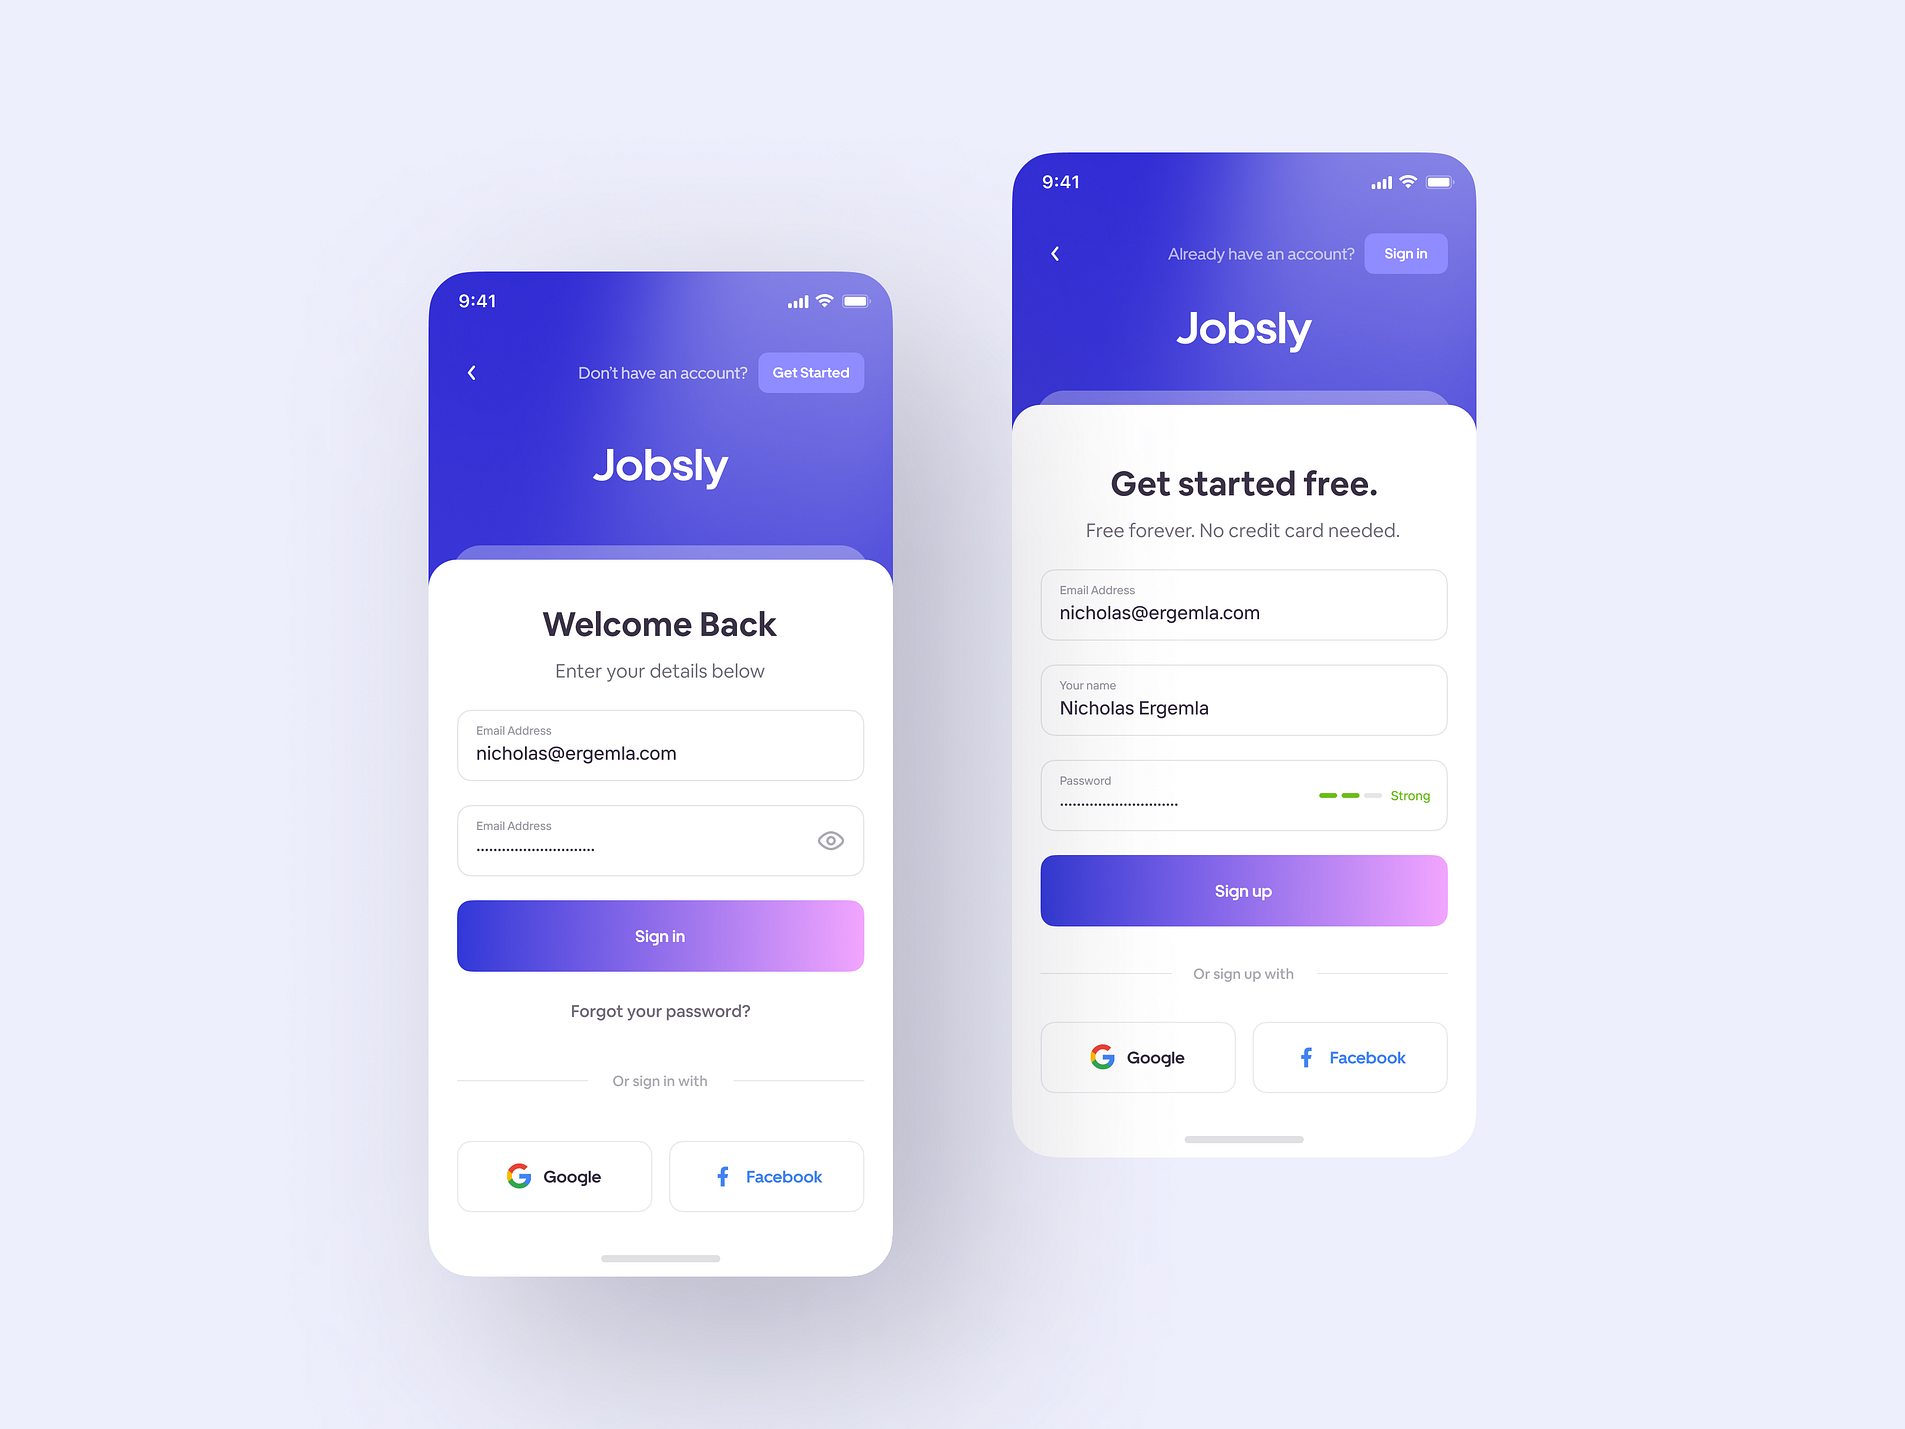 9:41
Don't have an account? Get Started
Jobsly
Welcome Back
Enter your details below
Email Address
nicholas@ergemla.com
Email Address
Sign in
Forgot your password?
Or sign in with
Google
Facebook
9:41
Already have an account? Sign in
Jobsly
Get started free.
Free forever. No credit card needed.
Email Address
nicholas@ergemla.com
Your name
Nicholas Ergemla
Password
Strong
Sign up
Or sign up with
Google
Facebook